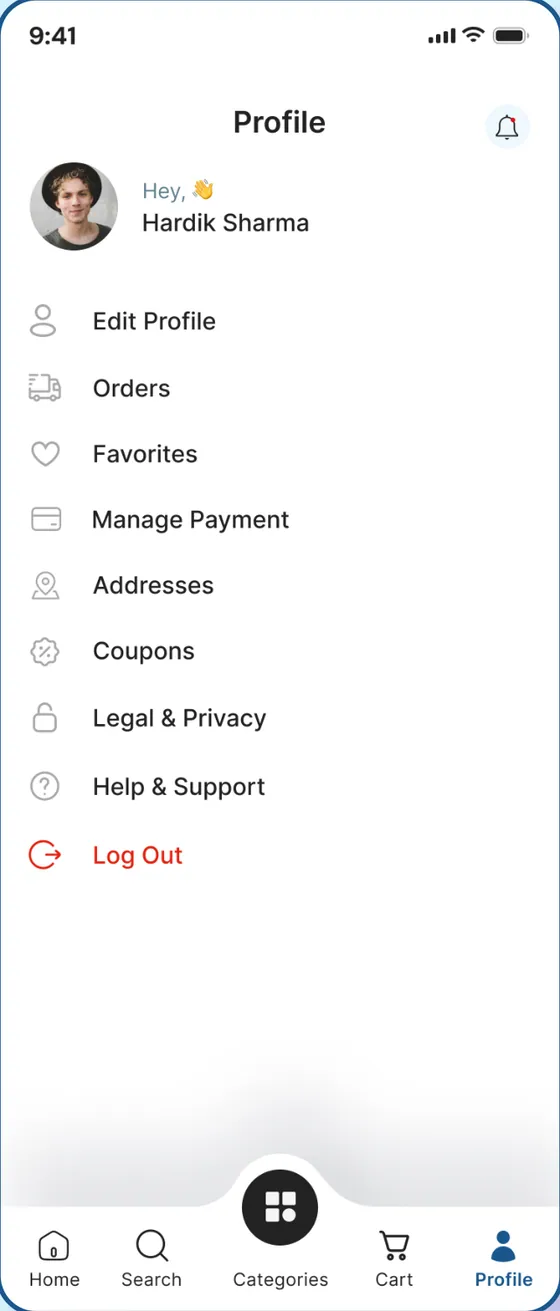 9:41
Profile
Hey, 👋
Hardik Sharma
Edit Profile
Orders
Favorites
Manage Payment
Addresses
Coupons
Legal & Privacy
Help & Support
Log Out
Home
Search
Categories
Cart
Profile